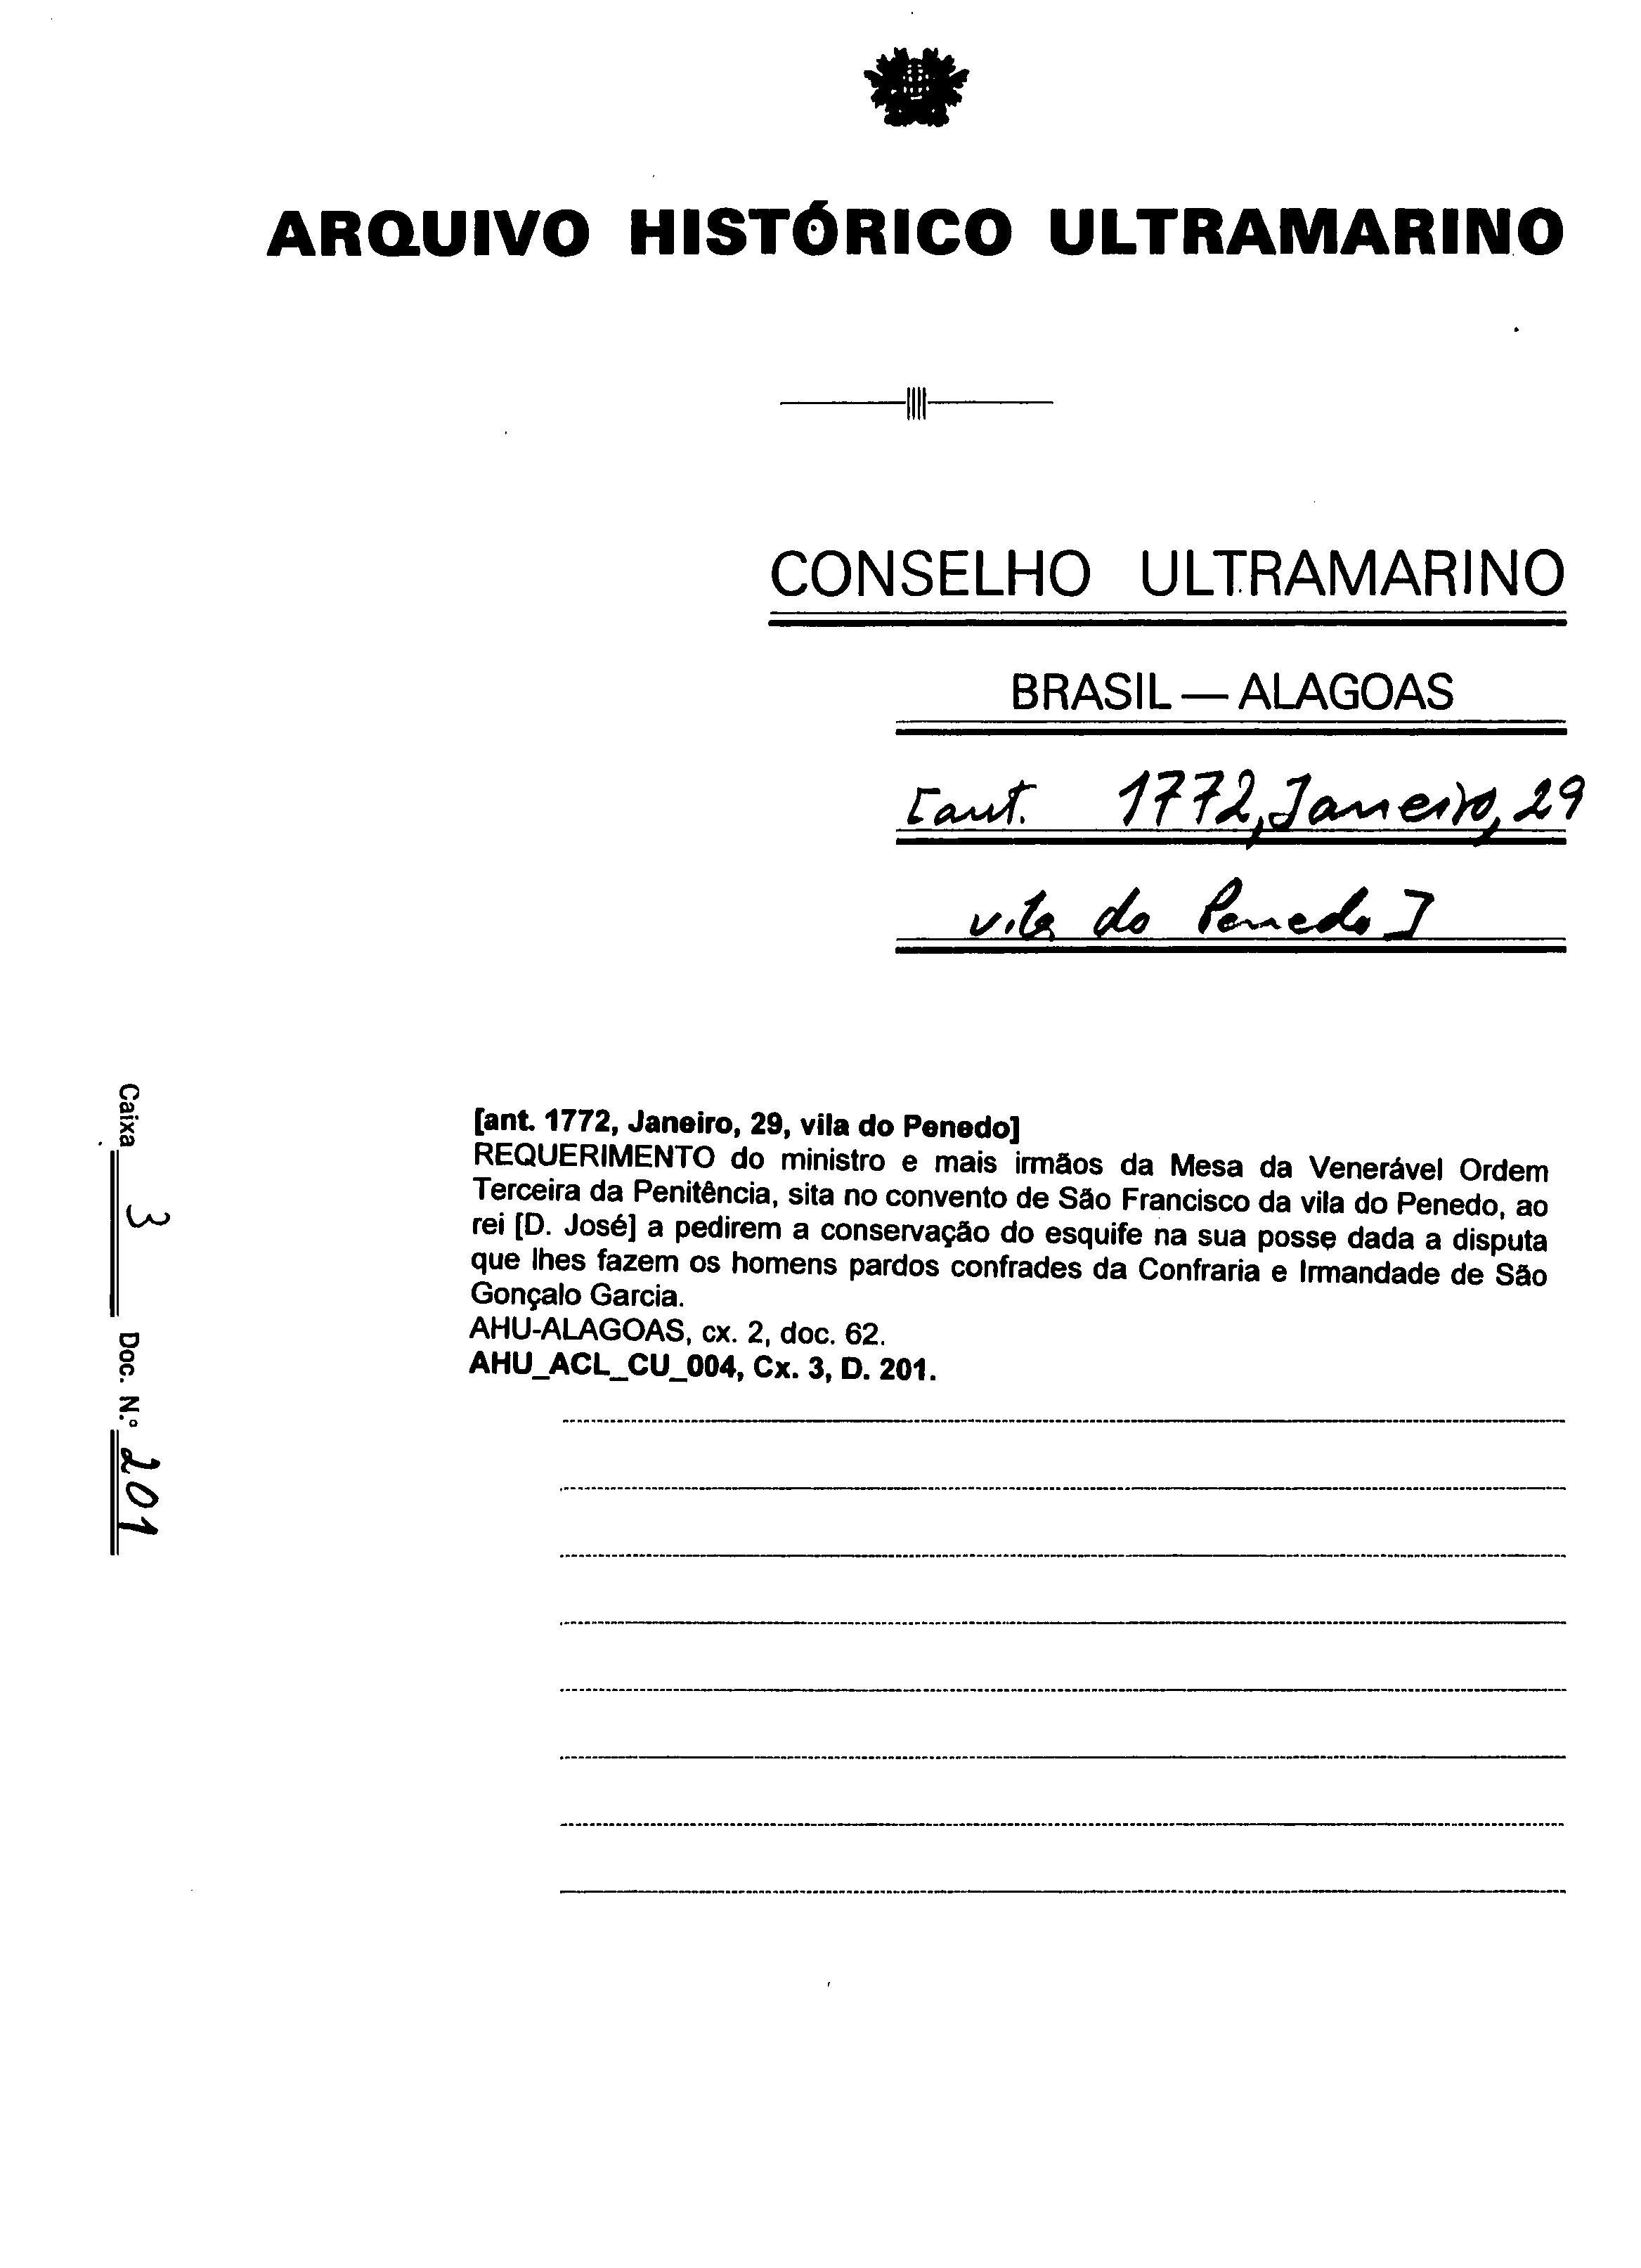 ARQUIVO HISTÓRICO ULTRAMARINO
CONSELHO ULTRAMARINO
BRASIL — ALAGOAS
[ant. 1772, Janeiro, 29
vila do Penedo]
Caixa 3 Doc. N.º 201
[ant. 1772, Janeiro, 29, vila do Penedo]
REQUERIMENTO do ministro e mais irmãos da Mesa da Venerável Ordem
Terceira da Penitência, sita no convento de São Francisco da vila do Penedo, ao
rei [D. José] a pedirem a conservação do esquife na sua posse dada a disputa
que lhes fazem os homens pardos confrades da Confraria e Irmandade de São
Gonçalo Garcia.
AHU-ALAGOAS, cx. 2, doc. 62.
AHU_ACL_CU_004, Cx. 3, D. 201.